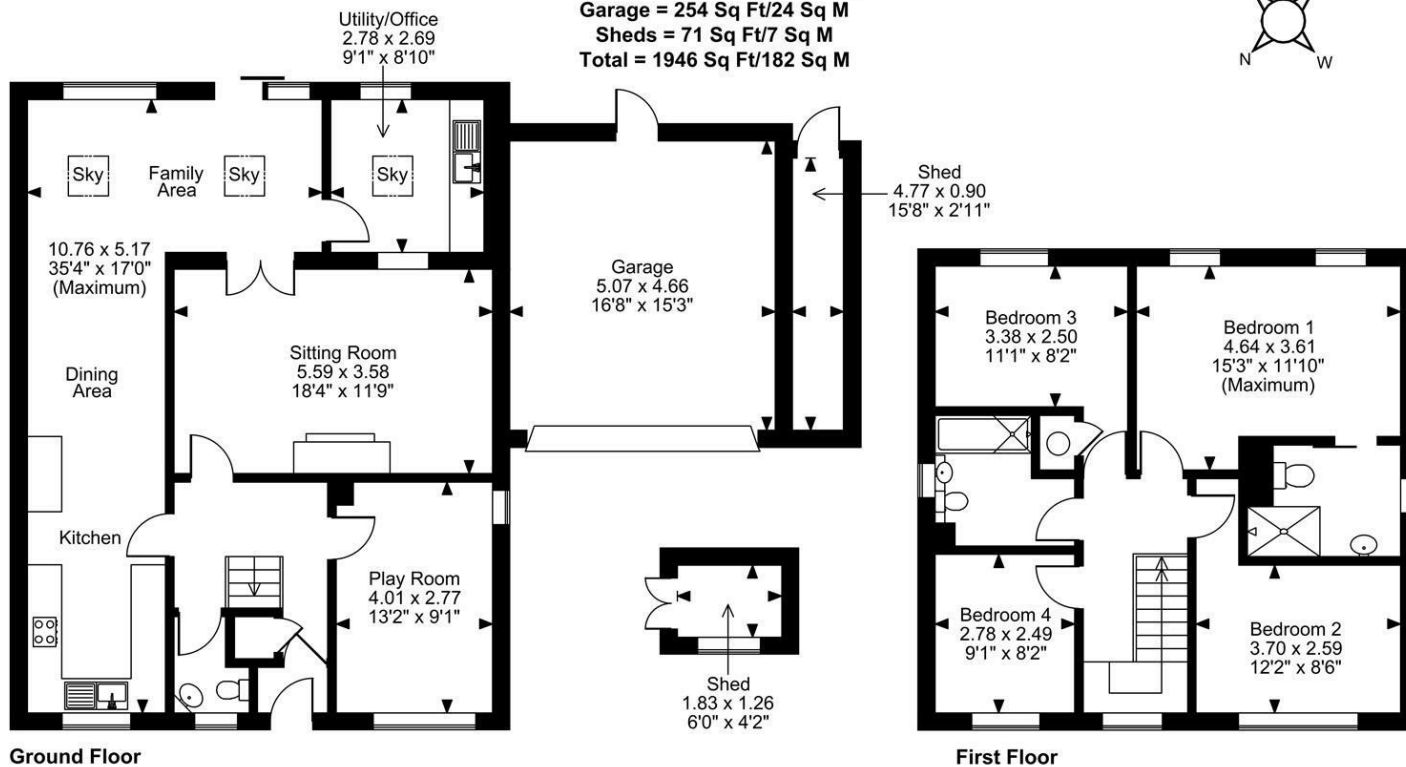 Garage = 254 Sq Ft/24 Sq M
Sheds = 71 Sq Ft/7 Sq M
Total = 1946 Sq Ft/182 Sq M
N
W
Utility/Office
2.78 x 2.69
9'1" x 8'10"
Sky
Family
Area
Sky
Sky
10.76 x 5.17
35'4" x 17'0"
(Maximum)
Dining
Area
Sitting Room
5.59 x 3.58
18'4" x 11'9"
Kitchen
Play Room
4.01 x 2.77
13'2" x 9'1"
Garage
5.07 x 4.66
16'8" x 15'3"
Shed
4.77 x 0.90
15'8" x 2'11"
Shed
1.83 x 1.26
6'0" x 4'2"
Ground Floor
Bedroom 3
3.38 x 2.50
11'1" x 8'2"
Bedroom 1
4.64 x 3.61
15'3" x 11'10"
(Maximum)
Bedroom 4
2.78 x 2.49
9'1" x 8'2"
Bedroom 2
3.70 x 2.59
12'2" x 8'6"
First Floor